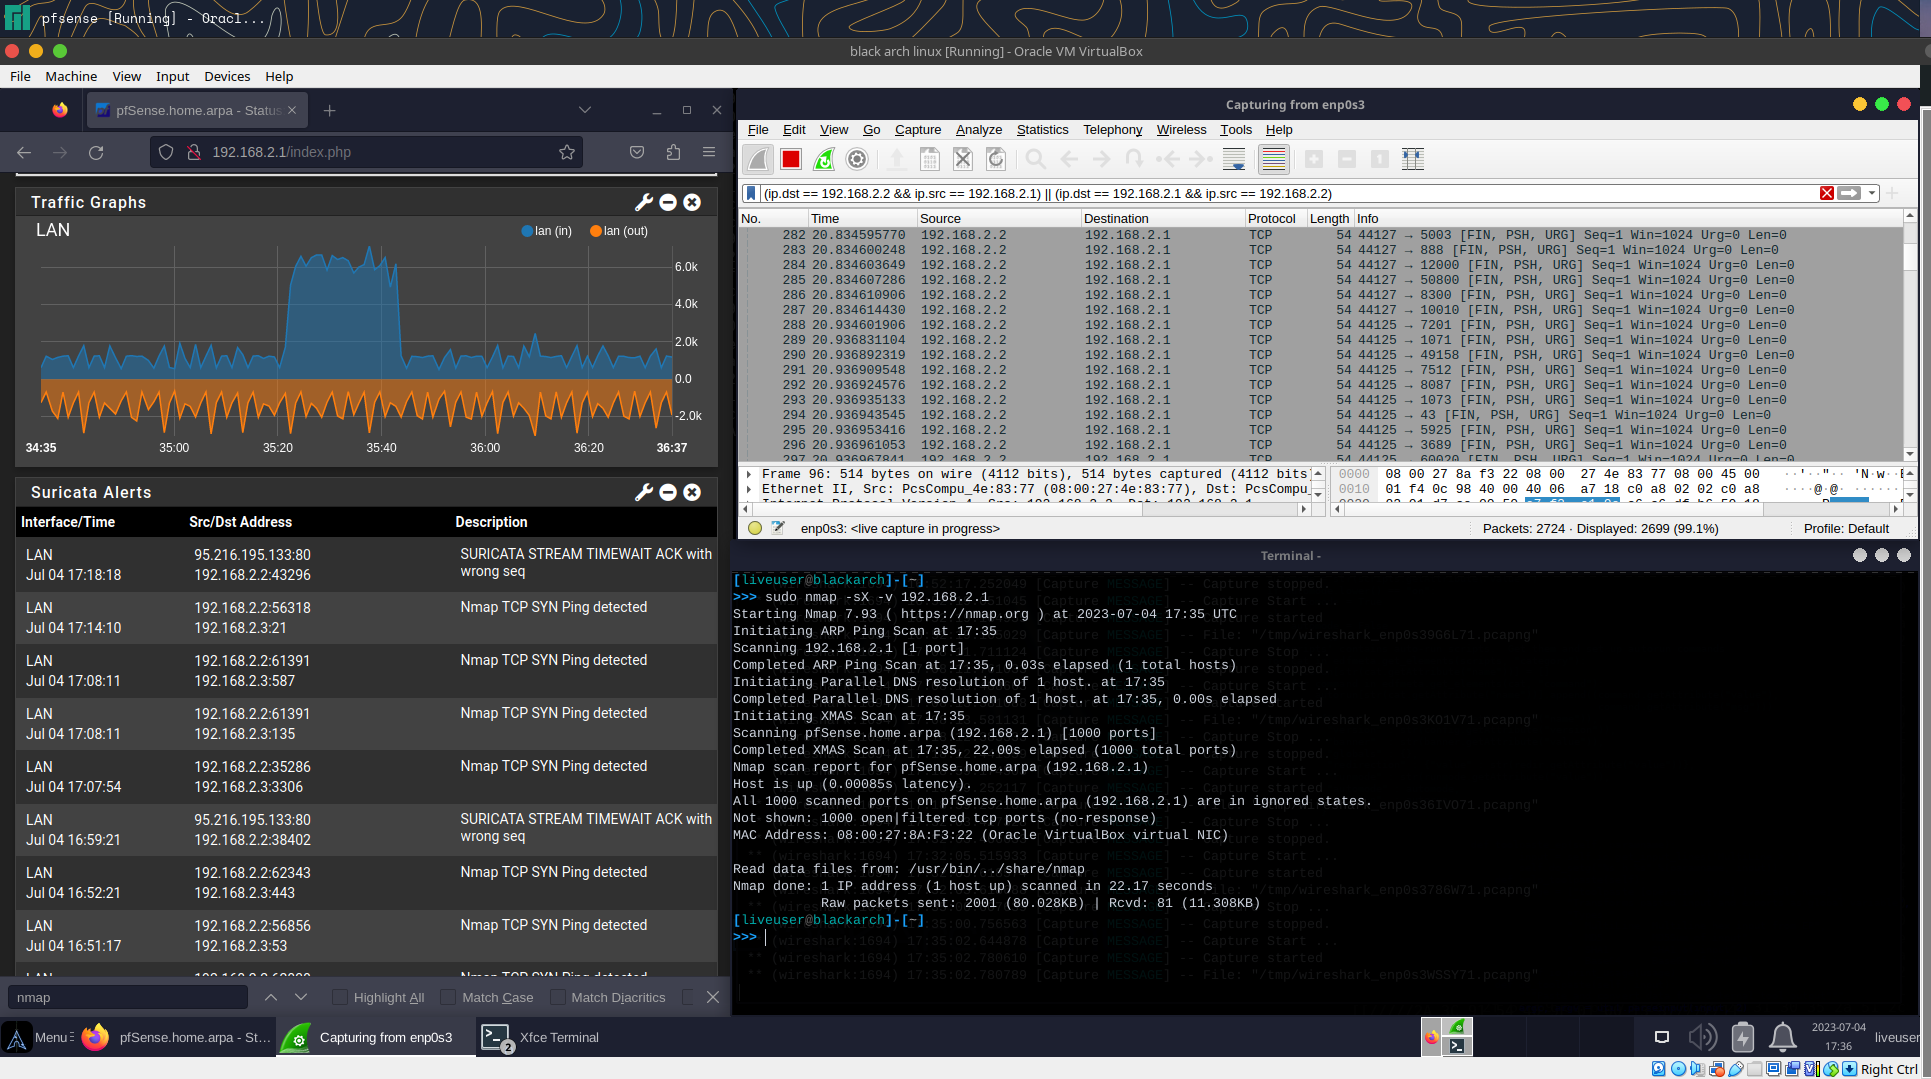 pfsense [Running] - Oracl...
black arch linux [Running] - Oracle VM VirtualBox
File Machine View Input Devices Help
pfSense.home.arpa - Status
192.168.2.1/index.php
Traffic Graphs
LAN
lan (in) lan (out)
6.0k
4.0k
2.0k
0.0
-2.0k
34:35 35:00 35:20 35:40 36:00 36:20 36:37
Suricata Alerts
Interface/Time Src/Dst Address Description
LAN 95.216.195.133:80 SURICATA STREAM TIMEWAIT ACK with
Jul 04 17:18:18 192.168.2.2:43296 wrong seq
LAN 192.168.2.2:56318 Nmap TCP SYN Ping detected
Jul 04 17:14:10 192.168.2.3:21
LAN 192.168.2.2:61391 Nmap TCP SYN Ping detected
Jul 04 17:08:11 192.168.2.3:587
LAN 192.168.2.2:61391 Nmap TCP SYN Ping detected
Jul 04 17:08:11 192.168.2.3:135
LAN 192.168.2.2:35286 Nmap TCP SYN Ping detected
Jul 04 17:07:54 192.168.2.3:3306
LAN 95.216.195.133:80 SURICATA STREAM TIMEWAIT ACK with
Jul 04 16:59:21 192.168.2.2:38402 wrong seq
LAN 192.168.2.2:62343 Nmap TCP SYN Ping detected
Jul 04 16:52:21 192.168.2.3:443
LAN 192.168.2.2:56856 Nmap TCP SYN Ping detected
Jul 04 16:51:17 192.168.2.3:53
nmap Highlight All Match Case Match Diacritics
Capturing from enp0s3
File Edit View Go Capture Analyze Statistics Telephony Wireless Tools Help
(ip.dst == 192.168.2.2 && ip.src == 192.168.2.1) || (ip.dst == 192.168.2.1 && ip.src == 192.168.2.2)
No. Time Source Destination Protocol Length Info
282 20.834595770 192.168.2.2 192.168.2.1 TCP 54 44127 → 5003 [FIN, PSH, URG] Seq=1 Win=1024 Urg=0 Len=0
283 20.834600248 192.168.2.2 192.168.2.1 TCP 54 44127 → 888 [FIN, PSH, URG] Seq=1 Win=1024 Urg=0 Len=0
284 20.834603649 192.168.2.2 192.168.2.1 TCP 54 44127 → 12000 [FIN, PSH, URG] Seq=1 Win=1024 Urg=0 Len=0
285 20.834607286 192.168.2.2 192.168.2.1 TCP 54 44127 → 50800 [FIN, PSH, URG] Seq=1 Win=1024 Urg=0 Len=0
286 20.834610906 192.168.2.2 192.168.2.1 TCP 54 44127 → 8300 [FIN, PSH, URG] Seq=1 Win=1024 Urg=0 Len=0
287 20.834614430 192.168.2.2 192.168.2.1 TCP 54 44127 → 10010 [FIN, PSH, URG] Seq=1 Win=1024 Urg=0 Len=0
288 20.934601906 192.168.2.2 192.168.2.1 TCP 54 44125 → 7201 [FIN, PSH, URG] Seq=1 Win=1024 Urg=0 Len=0
289 20.936831104 192.168.2.2 192.168.2.1 TCP 54 44125 → 1071 [FIN, PSH, URG] Seq=1 Win=1024 Urg=0 Len=0
290 20.936892319 192.168.2.2 192.168.2.1 TCP 54 44125 → 49158 [FIN, PSH, URG] Seq=1 Win=1024 Urg=0 Len=0
291 20.936909548 192.168.2.2 192.168.2.1 TCP 54 44125 → 7512 [FIN, PSH, URG] Seq=1 Win=1024 Urg=0 Len=0
292 20.936924576 192.168.2.2 192.168.2.1 TCP 54 44125 → 8087 [FIN, PSH, URG] Seq=1 Win=1024 Urg=0 Len=0
293 20.936935133 192.168.2.2 192.168.2.1 TCP 54 44125 → 1073 [FIN, PSH, URG] Seq=1 Win=1024 Urg=0 Len=0
294 20.936943545 192.168.2.2 192.168.2.1 TCP 54 44125 → 43 [FIN, PSH, URG] Seq=1 Win=1024 Urg=0 Len=0
295 20.936953416 192.168.2.2 192.168.2.1 TCP 54 44125 → 5925 [FIN, PSH, URG] Seq=1 Win=1024 Urg=0 Len=0
296 20.936961053 192.168.2.2 192.168.2.1 TCP 54 44125 → 3689 [FIN, PSH, URG] Seq=1 Win=1024 Urg=0 Len=0
Frame 96: 514 bytes on wire (4112 bits), 514 bytes captured (4112 bits)
Ethernet II, Src: PcsCompu_4e:83:77 (08:00:27:4e:83:77), Dst: PcsCompu_
0000 08 00 27 8a f3 22 08 00 27 4e 83 77 08 00 45 00
0010 01 f4 0c 98 40 00 40 06 a7 18 c0 a8 02 02 c0 a8
enp0s3: <live capture in progress> Packets: 2724 · Displayed: 2699 (99.1%) Profile: Default
Terminal -
[liveuser@blackarch]-[~]
>>> sudo nmap -sX -v 192.168.2.1
Starting Nmap 7.93 ( https://nmap.org ) at 2023-07-04 17:35 UTC
Initiating ARP Ping Scan at 17:35
Scanning 192.168.2.1 [1 port]
Completed ARP Ping Scan at 17:35, 0.03s elapsed (1 total hosts)
Initiating Parallel DNS resolution of 1 host. at 17:35
Completed Parallel DNS resolution of 1 host. at 17:35, 0.00s elapsed
Initiating XMAS Scan at 17:35
Scanning pfSense.home.arpa (192.168.2.1) [1000 ports]
Completed XMAS Scan at 17:35, 22.00s elapsed (1000 total ports)
Nmap scan report for pfSense.home.arpa (192.168.2.1)
Host is up (0.00085s latency).
All 1000 scanned ports on pfSense.home.arpa (192.168.2.1) are in ignored states.
Not shown: 1000 open|filtered tcp ports (no-response)
MAC Address: 08:00:27:8A:F3:22 (Oracle VirtualBox virtual NIC)
Read data files from: /usr/bin/../share/nmap
Nmap done: 1 IP address (1 host up) scanned in 22.17 seconds
Raw packets sent: 2001 (80.028KB) | Rcvd: 81 (11.308KB)
[liveuser@blackarch]-[~]
>>>
Menu pfSense.home.arpa - St... Capturing from enp0s3 2 Xfce Terminal 2023-07-04 liveuser
17:36
Right Ctrl